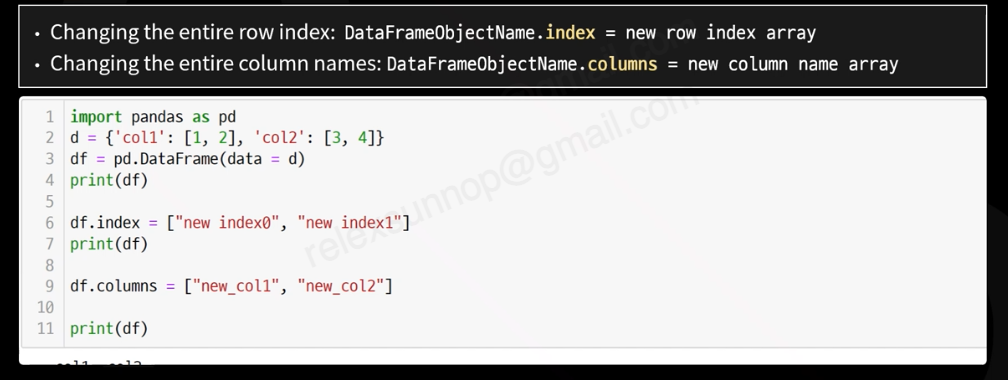 • Changing the entire row index: DataFrameObjectName.index = new row index array
• Changing the entire column names: DataFrameObjectName.columns = new column name array
1 import pandas as pd
2 d = {'col1': [1, 2], 'col2': [3, 4]}
3 df = pd.DataFrame(data = d)
4 print(df)
5
6 df.index = ["new index0", "new index1"]
7 print(df)
8
9 df.columns = ["new_col1", "new_col2"]
10
11 print(df)
col1 col2
relexsunnop@gmail.com